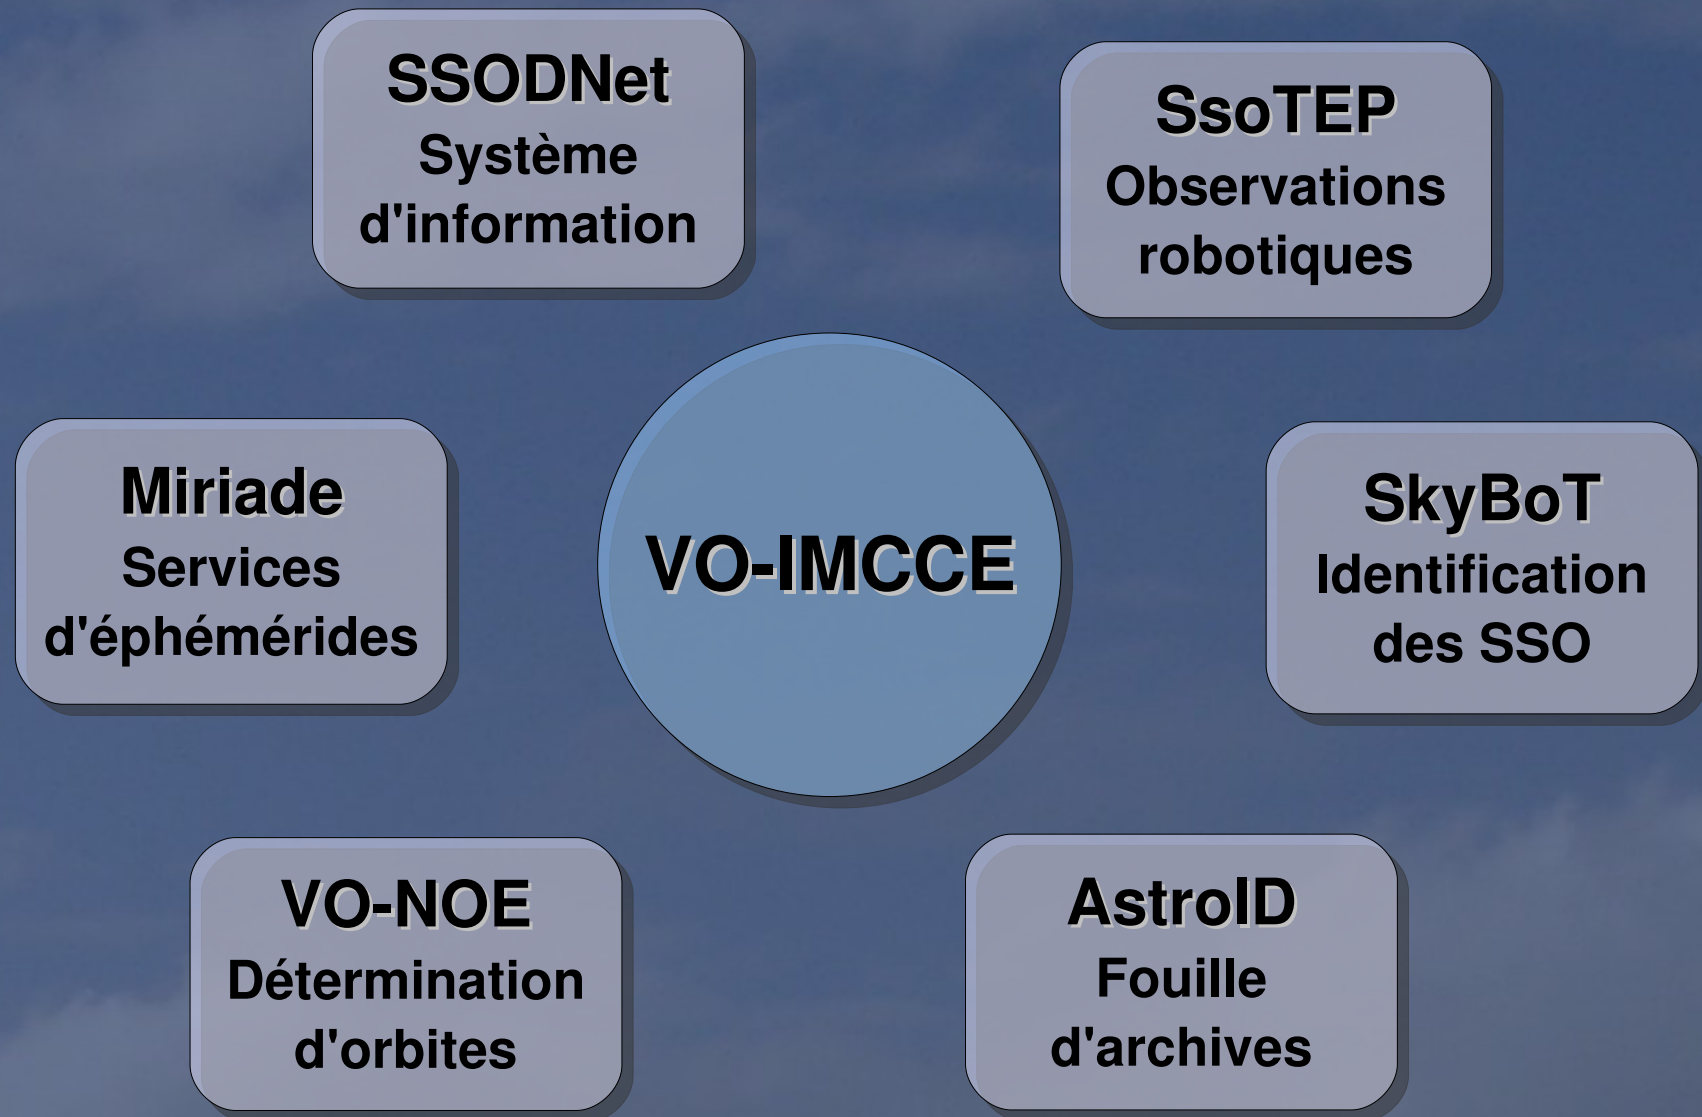 SSODNet
Système
d'information
SsoTEP
Observations
robotiques
Miriade
Services
d'éphémérides
VO-IMCCE
SkyBoT
Identification
des SSO
VO-NOE
Détermination
d'orbites
AstroID
Fouille
d'archives